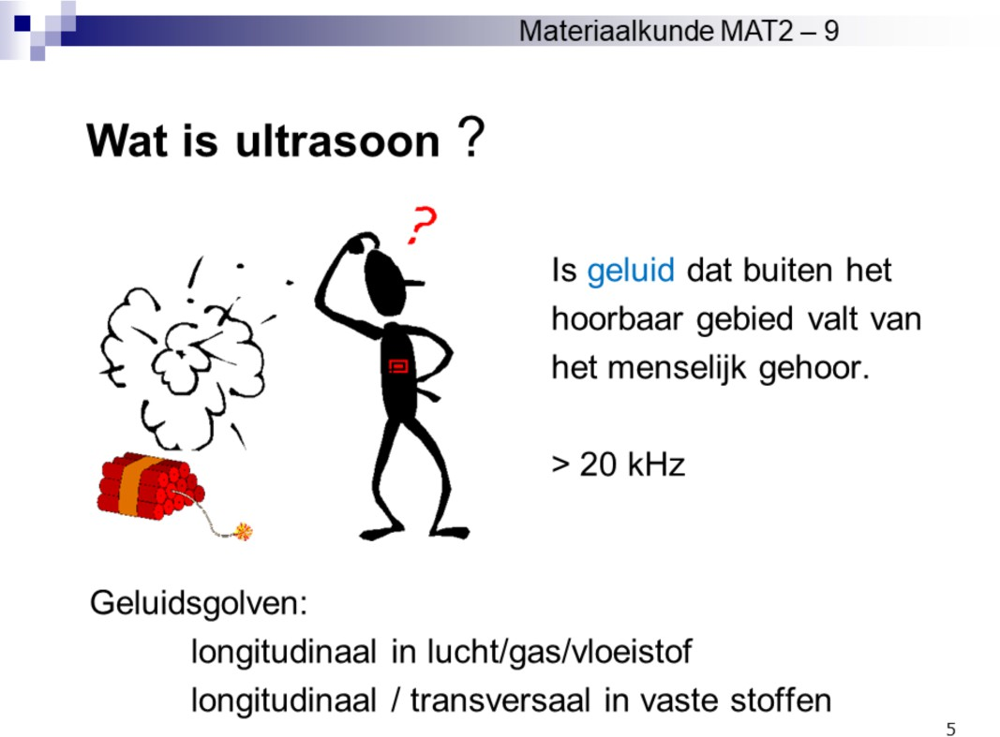 Materiaalkunde MAT2 – 9
Wat is ultrasoon ?
?
Is geluid dat buiten het
hoorbaar gebied valt van
het menselijk gehoor.
> 20 kHz
Geluidsgolven:
longitudinaal in lucht/gas/vloeistof
longitudinaal / transversaal in vaste stoffen
5